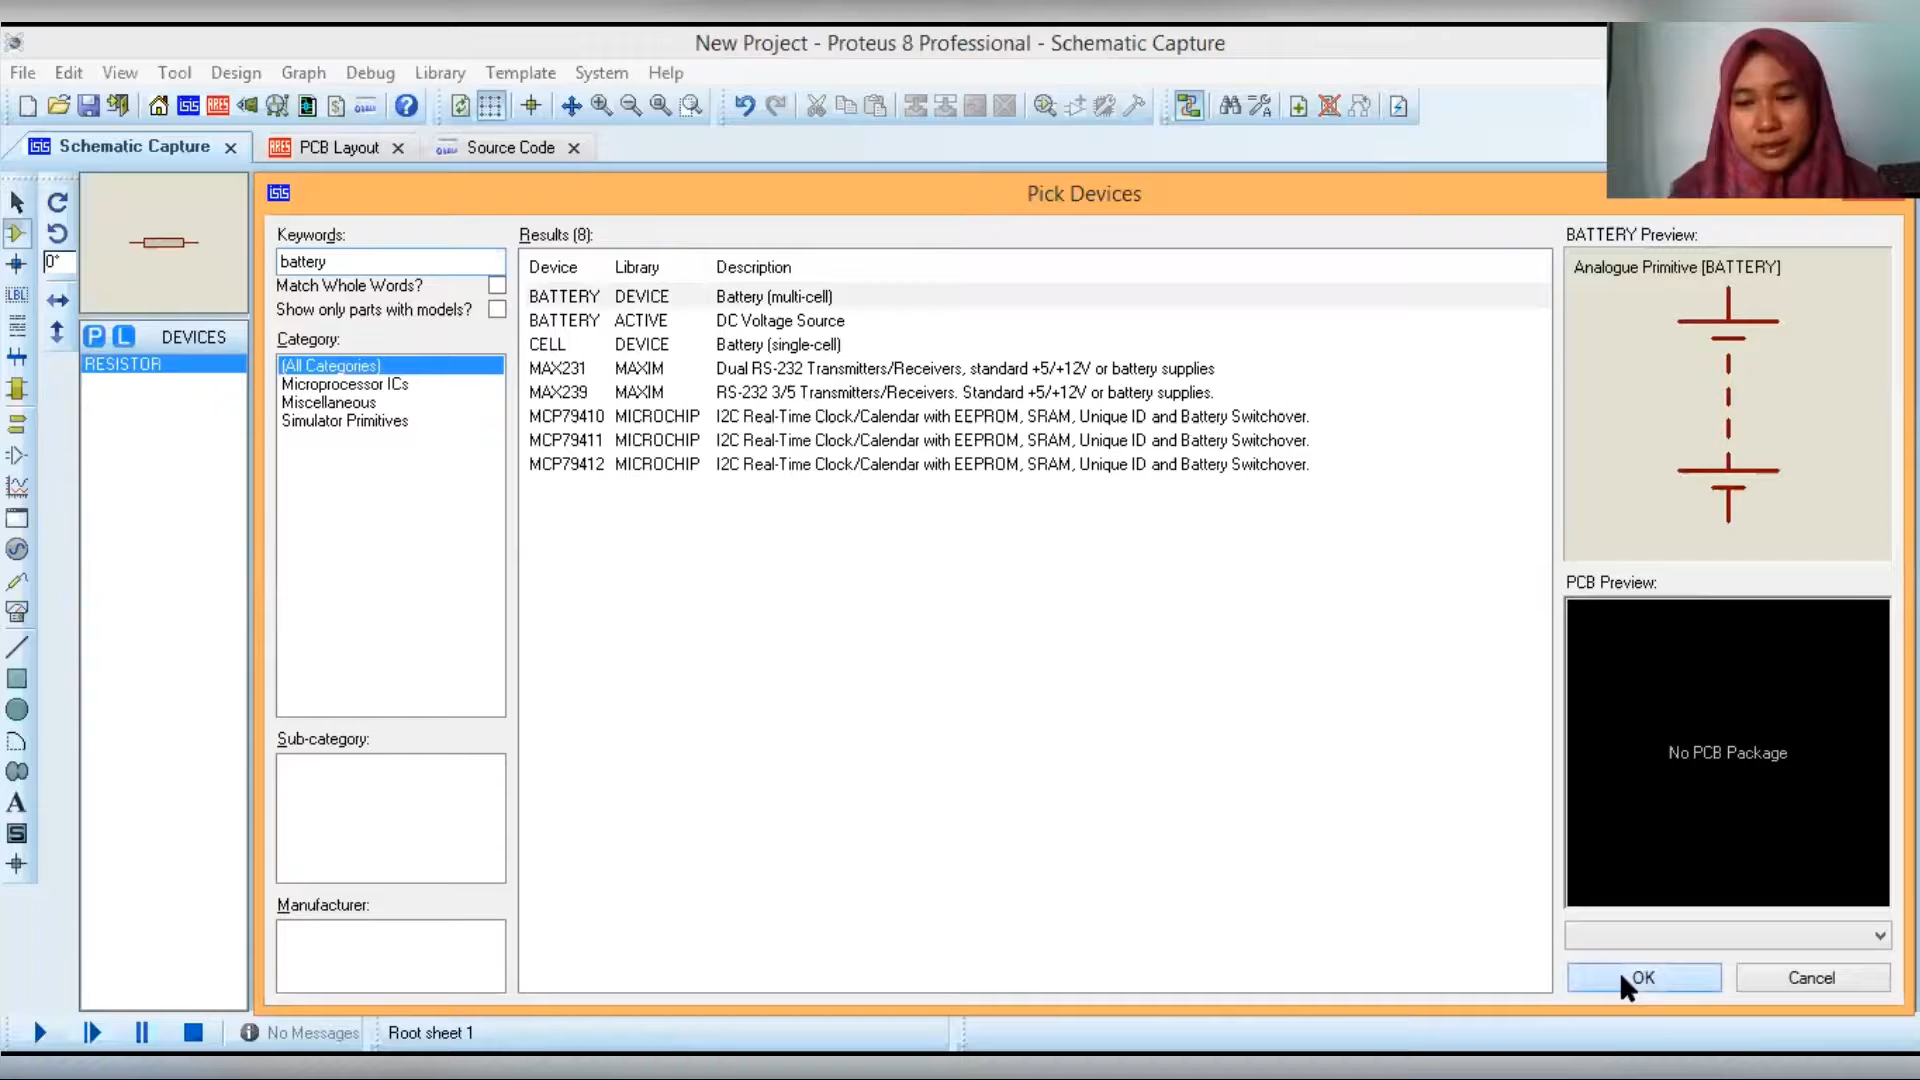 New Project - Proteus 8 Professional - Schematic Capture
File Edit View Tool Design Graph Debug Library Template System Help
isis ARES $ ?
isis Schematic Capture x ARES PCB Layout x Source Code x
isis Pick Devices
0°
LBL
P L DEVICES
RESISTOR
A
S
Keywords:
battery
Match Whole Words?
Show only parts with models?
Category:
(All Categories)
Microprocessor ICs
Miscellaneous
Simulator Primitives
Sub-category:
Manufacturer:
Results (8):
Device Library Description
BATTERY DEVICE Battery (multi-cell)
BATTERY ACTIVE DC Voltage Source
CELL DEVICE Battery (single-cell)
MAX231 MAXIM Dual RS-232 Transmitters/Receivers, standard +5/+12V or battery supplies
MAX239 MAXIM RS-232 3/5 Transmitters/Receivers. Standard +5/+12V or battery supplies.
MCP79410 MICROCHIP I2C Real-Time Clock/Calendar with EEPROM, SRAM, Unique ID and Battery Switchover.
MCP79411 MICROCHIP I2C Real-Time Clock/Calendar with EEPROM, SRAM, Unique ID and Battery Switchover.
MCP79412 MICROCHIP I2C Real-Time Clock/Calendar with EEPROM, SRAM, Unique ID and Battery Switchover.
BATTERY Preview:
Analogue Primitive [BATTERY]
PCB Preview:
No PCB Package
OK Cancel
No Messages Root sheet 1